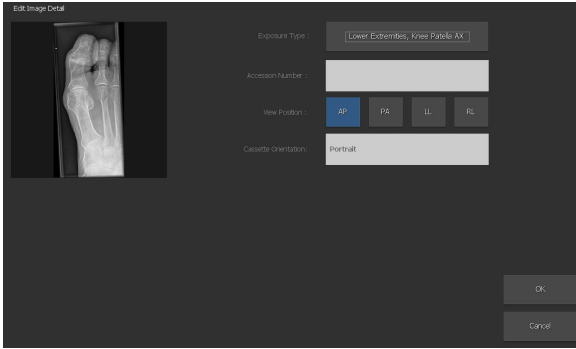 Edit Image Detail
Exposure Type :
Lower Extremities, Knee Patella AX
Accession Number :
View Position :
AP
PA
LL
RL
Cassette Orientation:
Portrait
OK
Cancel